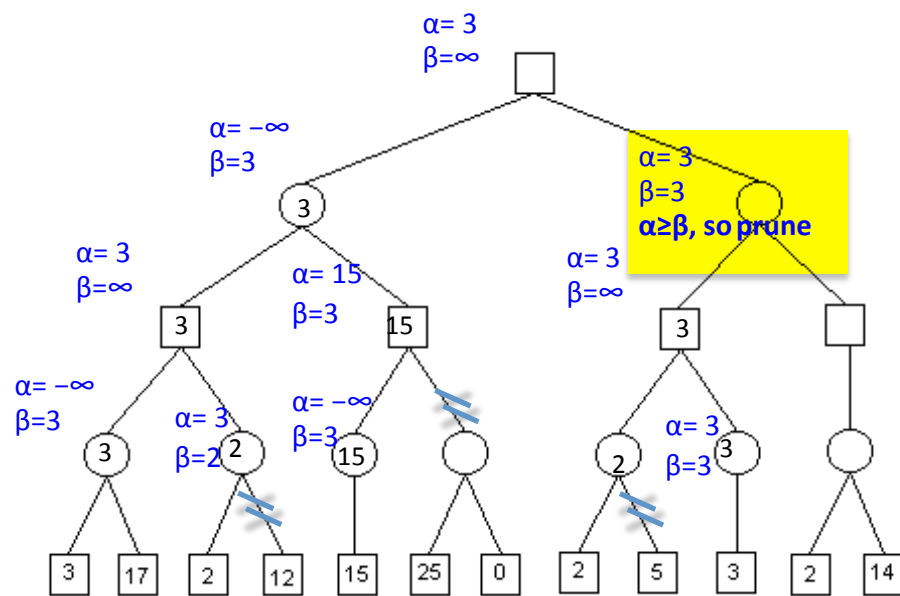 α= 3
β=∞
α= −∞
β=3
α= 3
β=3
α≥β, so prune
3
α= 3
β=∞
α= 15
β=3
α= 3
β=∞
3
15
3
α= −∞
β=3
α= 3
β=2
α= −∞
β=3
α= 3
β=3
3
2
15
2
3
3
17
2
12
15
25
0
2
5
3
2
14